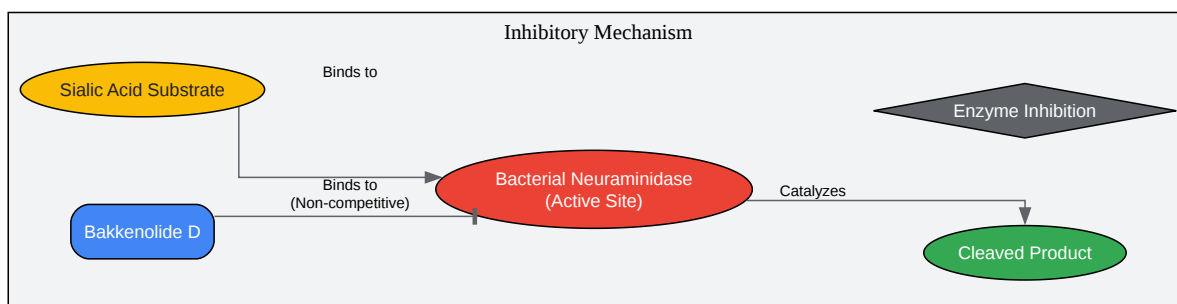 Inhibitory Mechanism
Binds to
Sialic Acid Substrate
Enzyme Inhibition
Bacterial Neuraminidase
(Active Site)
Binds to
(Non-competitive)
Catalyzes
Bakkenolide D
Cleaved Product